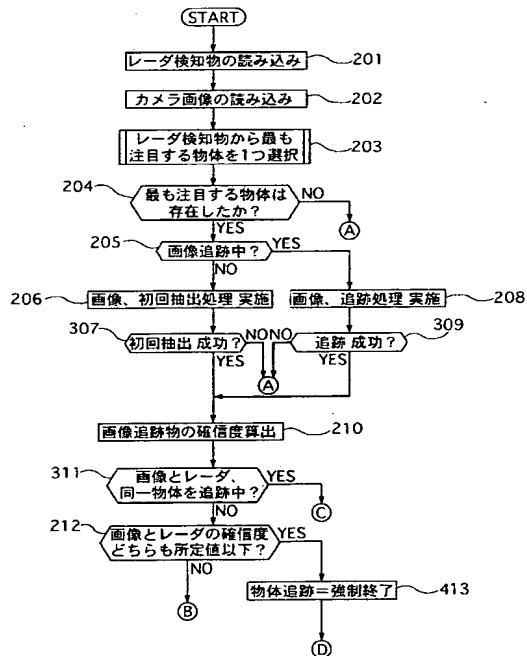 START
レーダ検知物の読み込み
201
カメラ画像の読み込み
202
レーダ検知物から最も
注目する物体を1つ選択
203
204
最も注目する物体は
存在したか？
NO
A
YES
205
画像追跡中？
YES
NO
206
画像、初回抽出処理 実施
画像、追跡処理 実施
208
307
初回抽出 成功？
NO
NO
追跡 成功？
309
YES
A
YES
画像追跡物の確信度算出
210
311
画像とレーダ、
同一物体を追跡中？
YES
C
NO
212
画像とレーダの確信度
どちらも所定値以下？
YES
NO
B
物体追跡＝強制終了
413
D